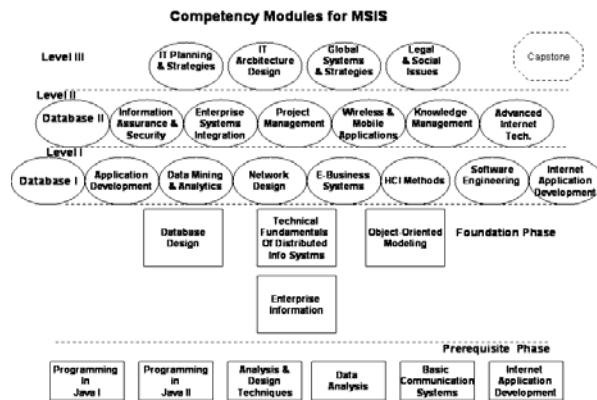 Competency Modules for MSIS
Level III
IT Planning
& Strategies
IT
Arcbitecture
Design
Global
Systems
& Strategies
Legal
& Social
Issues
Capstone
Level II
Database II
Information
Assurance &
Security
Enterprise
Systems
Integration
Project
Management
Wireless &
Mobile
Applications
Knowledge
Management
Advanced
Internet
Tech.
Level I
Database I
Application
Development
Data Mining
& Analytics
Network
Design
E-Business
Systems
HCI Methods
Software
Engineering
Internet
Application
Development
Database
Design
Technical
Fundamentals
Of Distributed
Info Systms
Object-Oriented
Modeling
Foundation Phase
Enterprise
Information
Prerequisite Phase
Programming
In
Java I
Programming
in
Java II
Analysis &
Design
Techniques
Data
Analysis
Basic
Communication
Systems
Internet
Application
Development